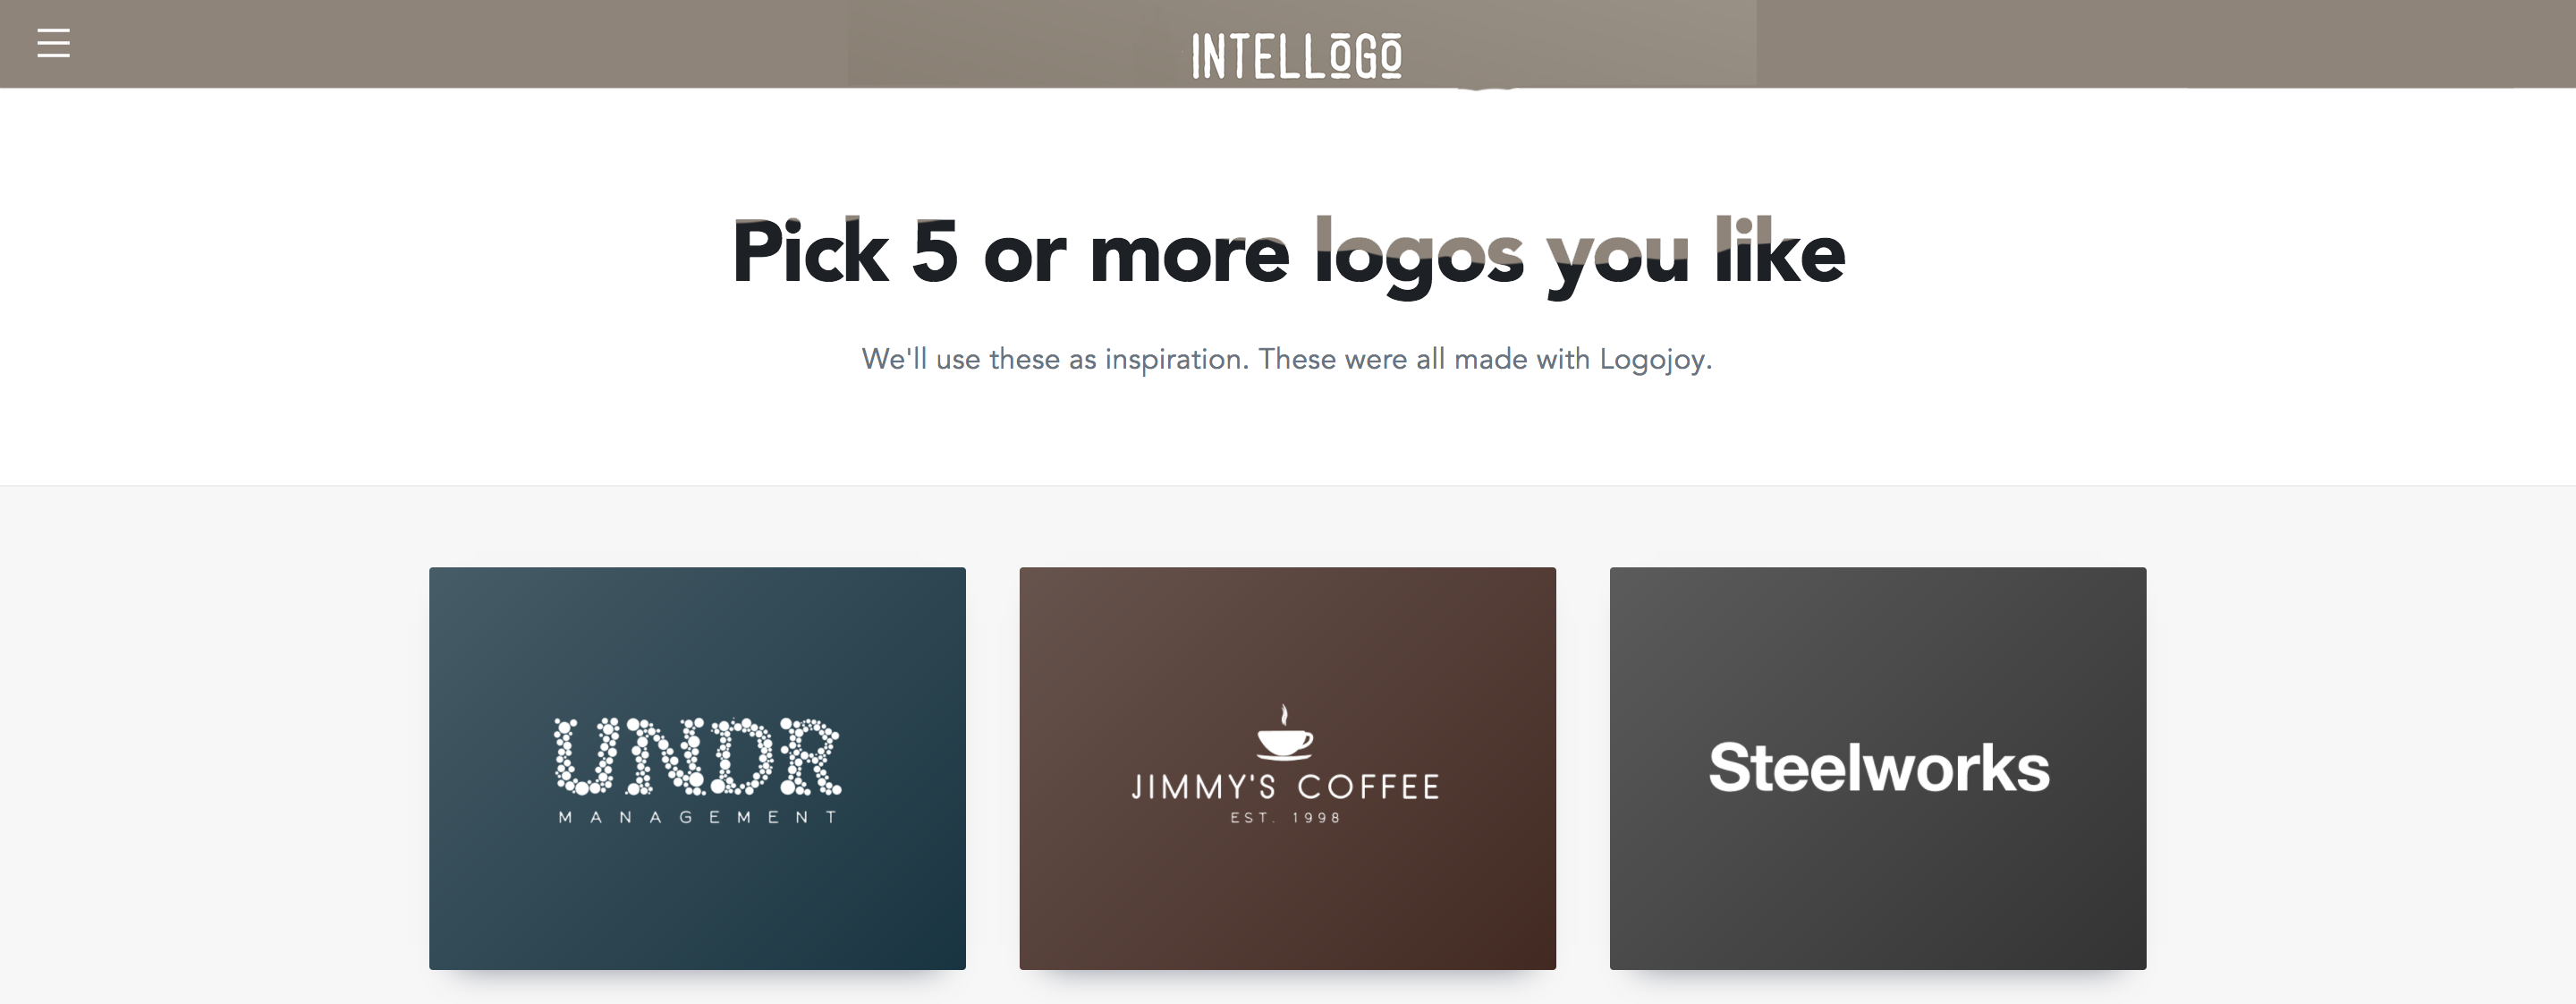 INTELLŌGŌ
Pick 5 or more logos you like
We'll use these as inspiration. These were all made with Logojoy.
UNDR
MANAGEMENT
JIMMY'S COFFEE
EST. 1998
Steelworks